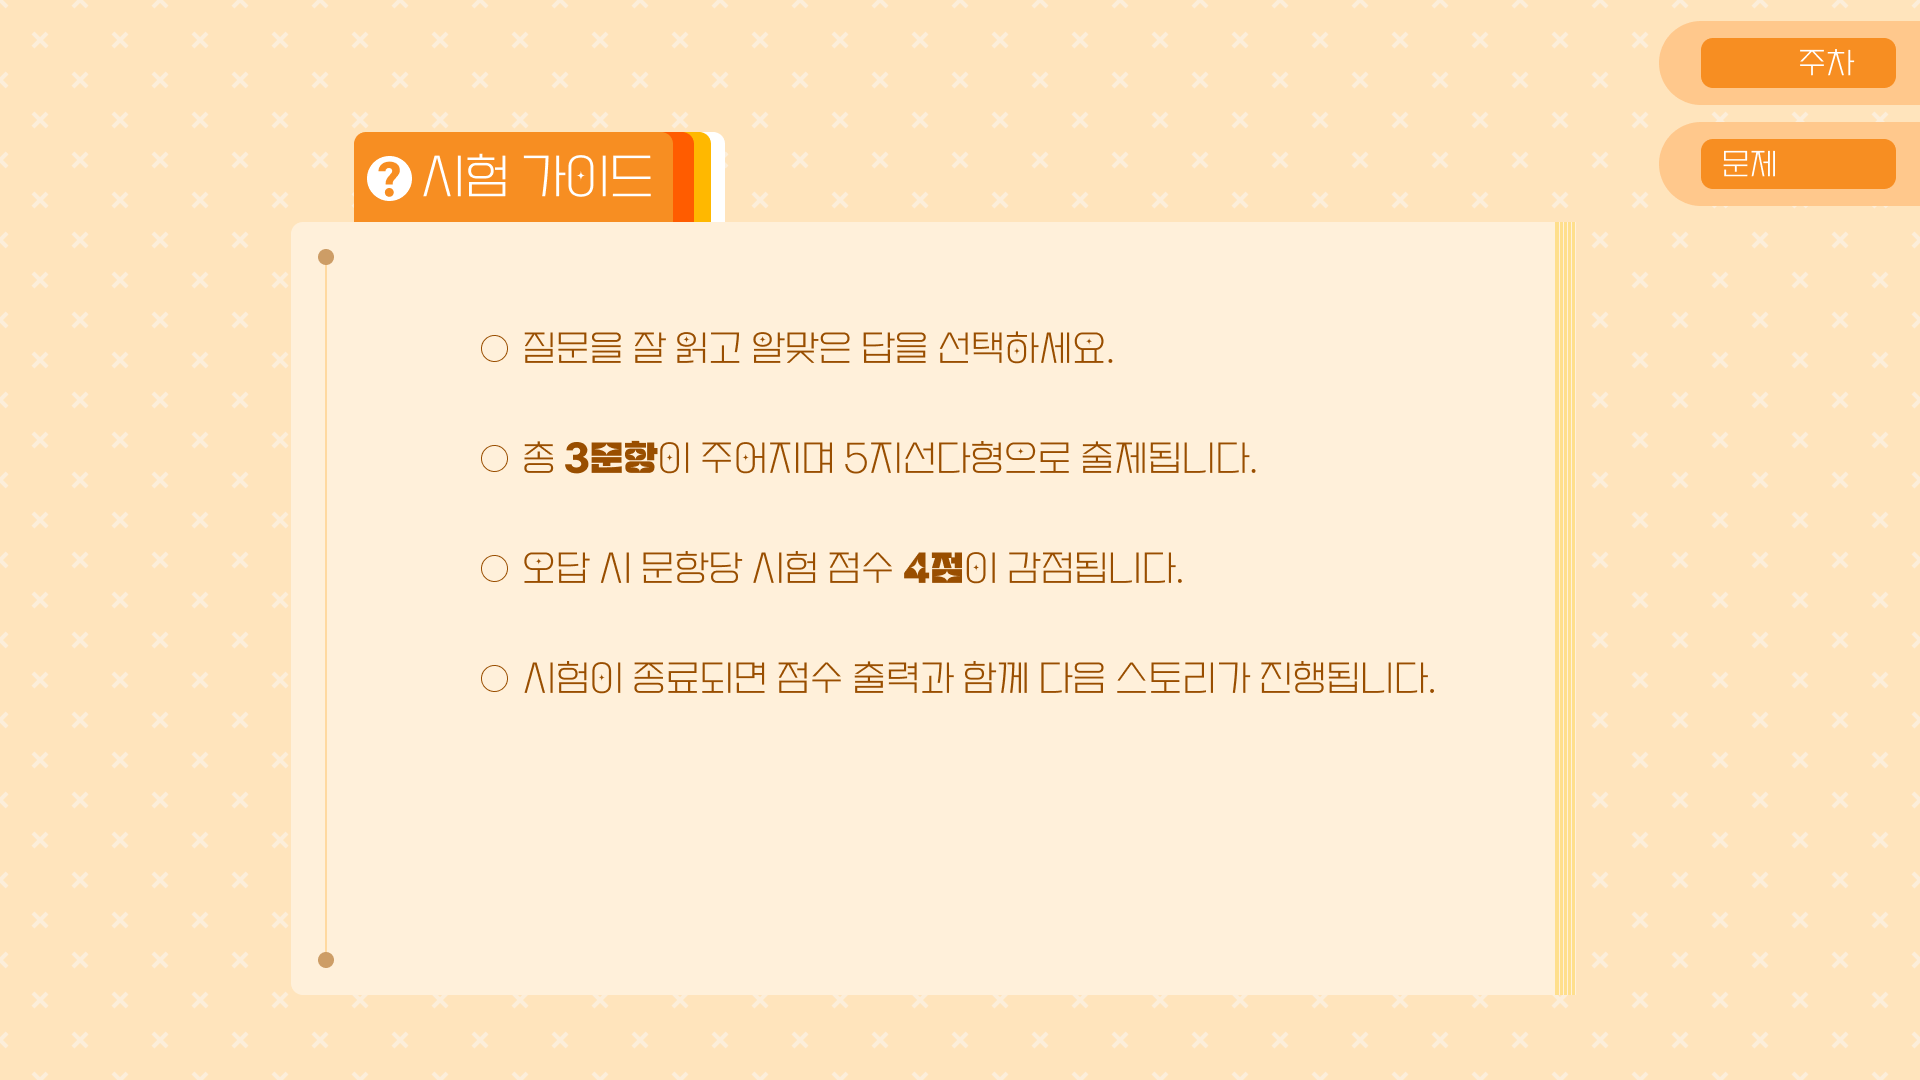 주차
문제
? 시험 가이드
○ 질문을 잘 읽고 알맞은 답을 선택하세요.
○ 총 3문항이 주어지며 5지선다형으로 출제됩니다.
○ 오답 시 문항당 시험 점수 4점이 감점됩니다.
○ 시험이 종료되면 점수 출력과 함께 다음 스토리가 진행됩니다.